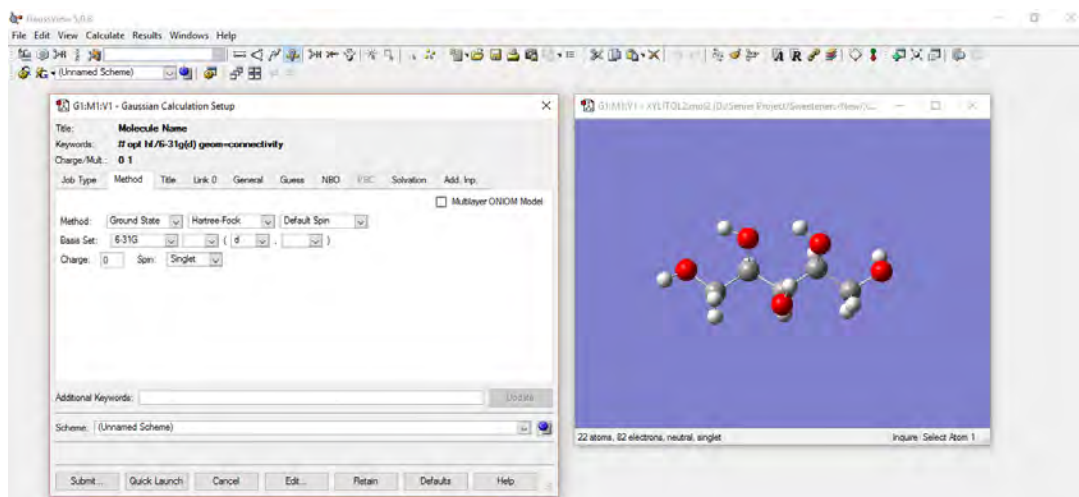 GaussView 5.0.8
File Edit View Calculate Results Windows Help
(Unnamed Scheme)
G1:M1:V1 - Gaussian Calculation Setup
Title: Molecule Name
Keywords: # opt hf/6-31g(d) geom=connectivity
Charge/Mult.: 0 1
Job Type Method Title Link 0 General Guess NBO PBC Solvation Add. Inp.
Multilayer ONIOM Model
Method: Ground State Hartree-Fock Default Spin
Basis Set: 6-31G ( d , )
Charge: 0 Spin: Singlet
Additional Keywords: Update
Scheme: (Unnamed Scheme)
Submit... Quick Launch Cancel Edit... Retain Defaults Help
G1:M1:V1 - XYLITOL2.mol2 (D:/Senier Project/Sweeteners/New/
22 atoms, 82 electrons, neutral, singlet Inquire Select Atom 1